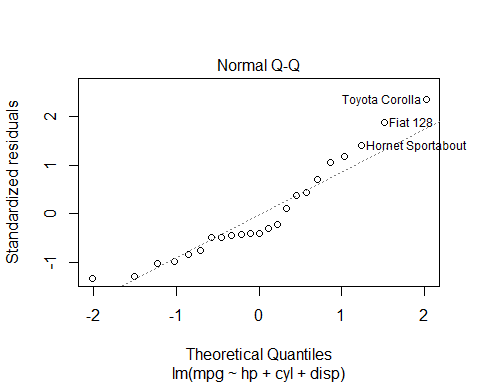 Normal Q-Q
Standardized residuals
2
1
0
-1
Toyota Corolla
Fiat 128
Hornet Sportabout
-2
-1
0
1
2
Theoretical Quantiles
lm(mpg ~ hp + cyl + disp)